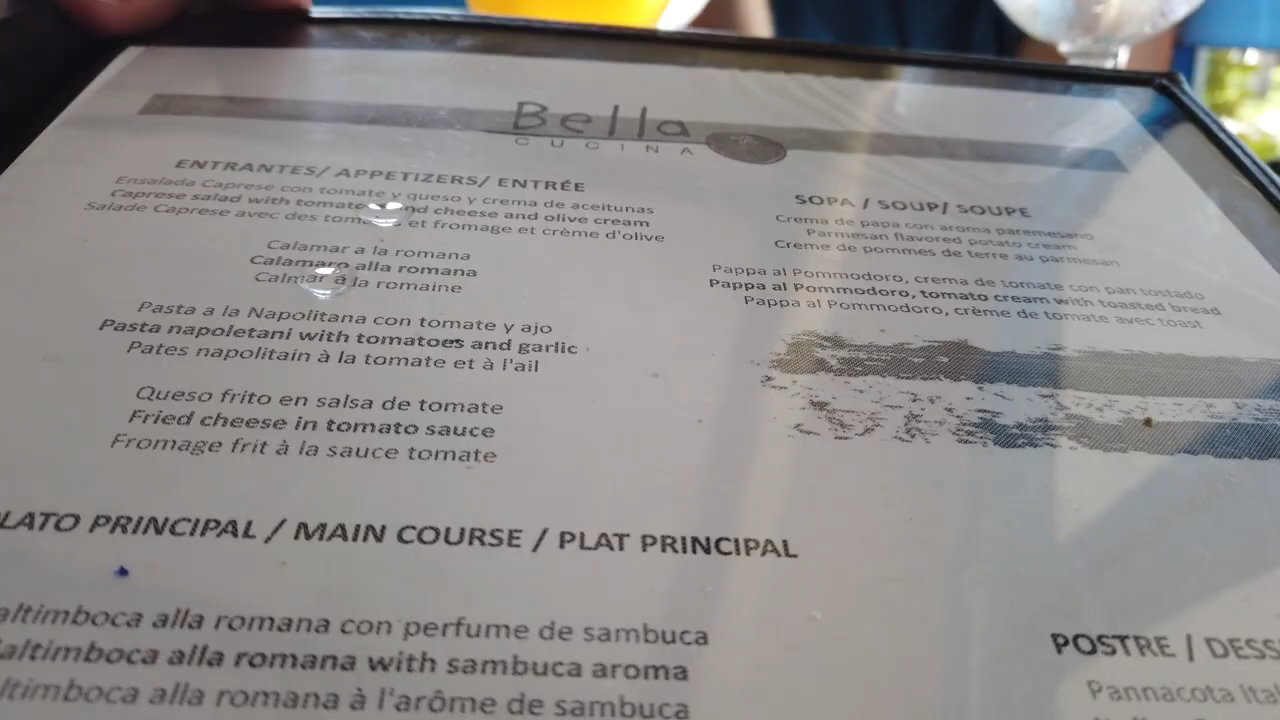 Bella
CUCINA
ENTRANTES/ APPETIZERS/ ENTRÉE
Ensalada Caprese con tomate y queso y crema de aceitunas
Caprese salad with tomato and cheese and olive cream
Salade Caprese avec des et fromage et crème d'olive
Calamar a la romana
Calamaro alla romana
Calmar à la romaine
Pasta a la Napolitana con tomate y ajo
Pasta napoletani with tomatoes and garlic
Pates napolitain à la tomate et à l'ail
Queso frito en salsa de tomate
Fried cheese in tomato sauce
Fromage frit à la sauce tomate
SOPA / SOUP/ SOUPE
Crema de papa con aroma paremesano
Parmesan flavored potato cream
Creme de pommes de terre au parmesan
Pappa al Pommodoro, crema de tomate con pan tostado
Pappa al Pommodoro, tomato cream with toasted bread
Pappa al Pommodoro, crème de tomate avec toast
LATO PRINCIPAL / MAIN COURSE / PLAT PRINCIPAL
altimboca alla romana con perfume de sambuca
altimboca alla romana with sambuca aroma
ltimboca alla romana à l'arôme de sambuca
POSTRE / DESS
Pannacota Ital